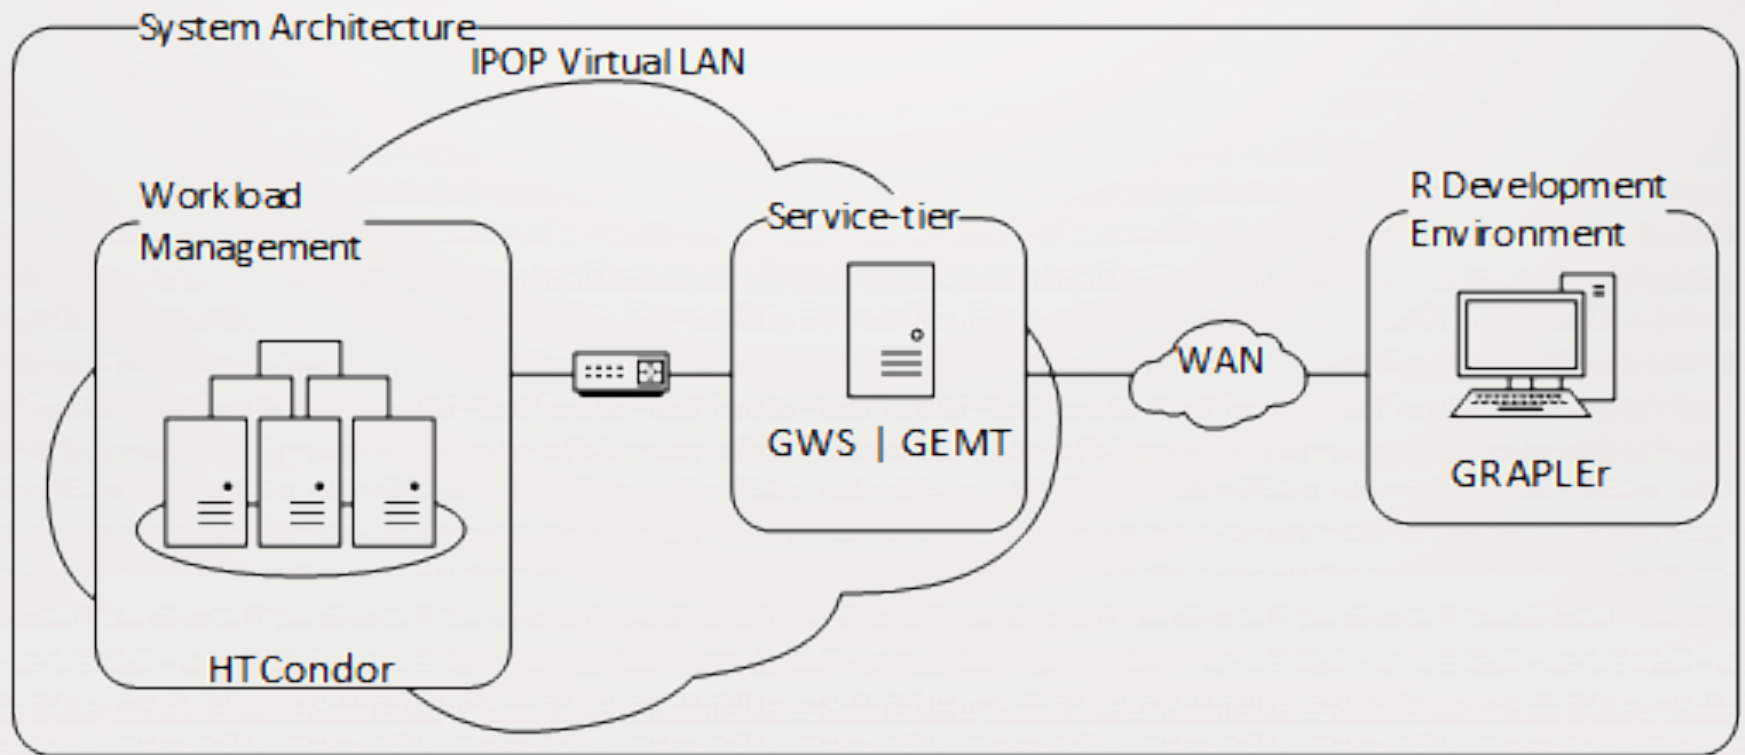 System Architecture
IPOP Virtual LAN
Workload
Management
HTCondor
Service-tier
GWS | GEMT
WAN
R Development
Environment
GRAPLEr